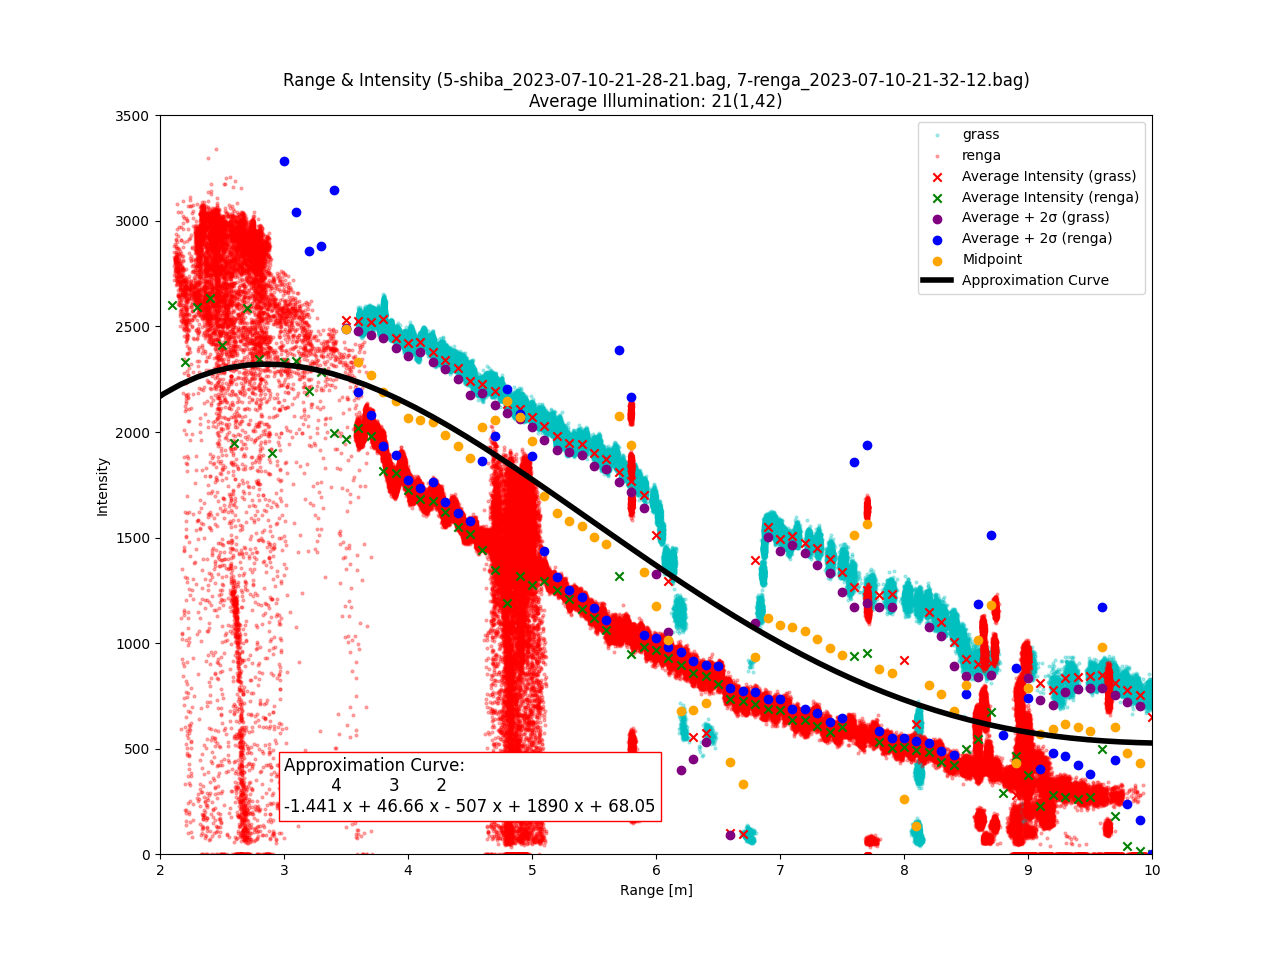 Range & Intensity (5-shiba_2023-07-10-21-28-21.bag, 7-renga_2023-07-10-21-32-12.bag)
Average Illumination: 21(1,42)
3500
3000
2500
2000
1500
1000
500
0
Intensity
grass
renga
Average Intensity (grass)
Average Intensity (renga)
Average + 2σ (grass)
Average + 2σ (renga)
Midpoint
Approximation Curve
Approximation Curve:
4 3 2
-1.441 x + 46.66 x - 507 x + 1890 x + 68.05
2 3 4 5 6 7 8 9 10
Range [m]